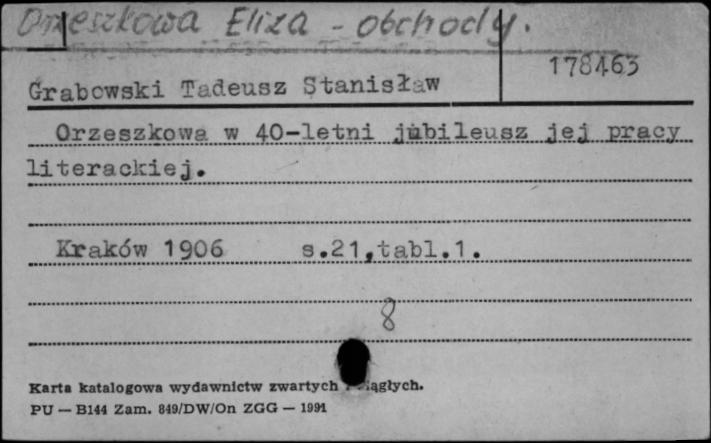 Orzeszkowa Eliza - obchody.
178463
Grabowski Tadeusz Stanisław
Orzeszkowa w 40-letni jubileusz jej pracy
literackiej.
Kraków 1906 s.21,tabl.1.
8
Karta katalogowa wydawnictw zwartych
PU — B144 Zam. 849/DW/On ZGG — 1991